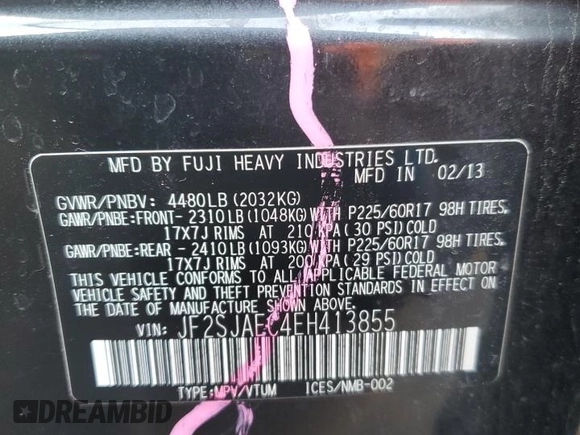 MFD BY FUJI HEAVY INDUSTRIES LTD.
MFD IN 02/13
GVWR/PNBV: 4480LB (2032KG)
GAWR/PNBE:FRONT- 2310LB (1048KG)WITH P225/60R17 98H TIRES.
17X7J RIMS AT 210 KPA (30 PSI)COLD
GAWR/PNBE:REAR - 2410LB (1093KG)WITH P225/60R17 98H TIRES.
17X7J RIMS AT 200 KPA (29 PSI)COLD
THIS VEHICLE CONFORMS TO ALL APPLICABLE FEDERAL MOTOR
VEHICLE SAFETY AND THEFT PREVENTION STANDARDS IN EFFECT ON
THE DATE OF MANUFACTURE SHOWN ABOVE.
VIN: JF2SJAEC4EH413855
TYPE:MPV/VTUM ICES/NMB-002
DREAMBID